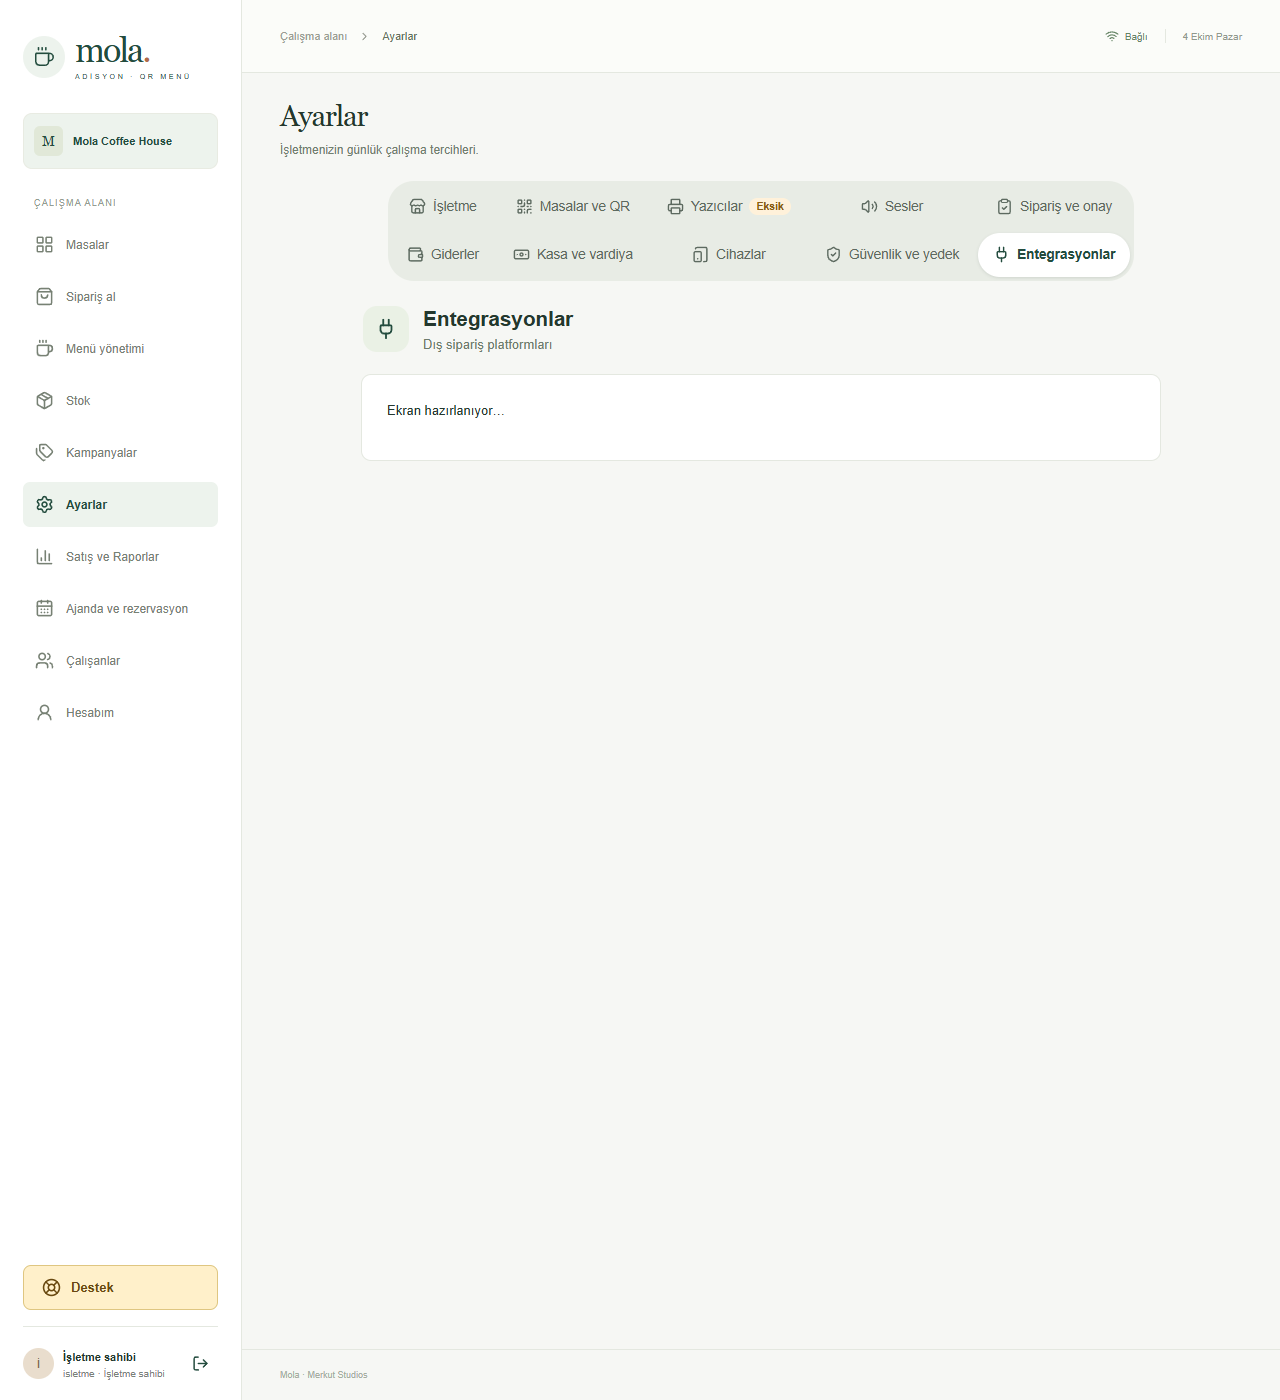 mola.
ADİSYON · QR MENÜ
M
Mola Coffee House
ÇALIŞMA ALANI
Masalar
Sipariş al
Menü yönetimi
Stok
Kampanyalar
Ayarlar
Satış ve Raporlar
Ajanda ve rezervasyon
Çalışanlar
Hesabım
Destek
İ
İşletme sahibi
isletme · İşletme sahibi
Çalışma alanı > Ayarlar
Bağlı
4 Ekim Pazar
Ayarlar
İşletmenizin günlük çalışma tercihleri.
İşletme Masalar ve QR Yazıcılar Eksik Sesler Sipariş ve onay
Giderler Kasa ve vardiya Cihazlar Güvenlik ve yedek Entegrasyonlar
Entegrasyonlar
Dış sipariş platformları
Ekran hazırlanıyor…
Mola · Merkut Studios